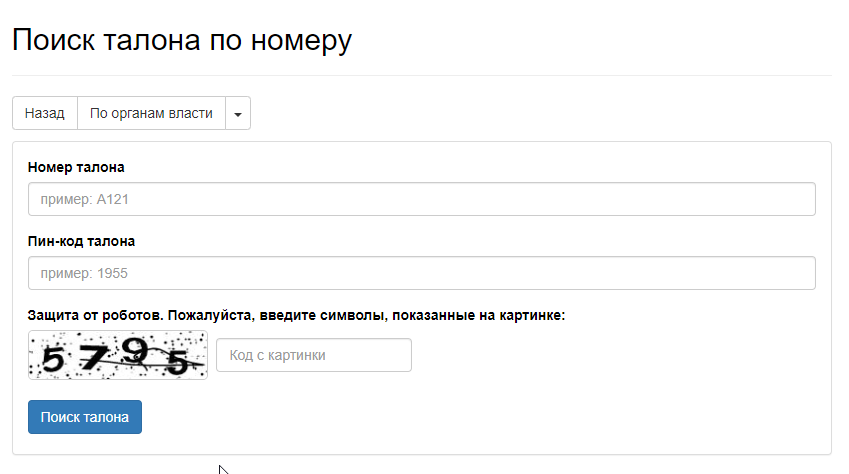 Поиск талона по номеру
Назад По органам власти
Номер талона
пример: А121
Пин-код талона
пример: 1955
Защита от роботов. Пожалуйста, введите символы, показанные на картинке:
5795 Код с картинки
Поиск талона